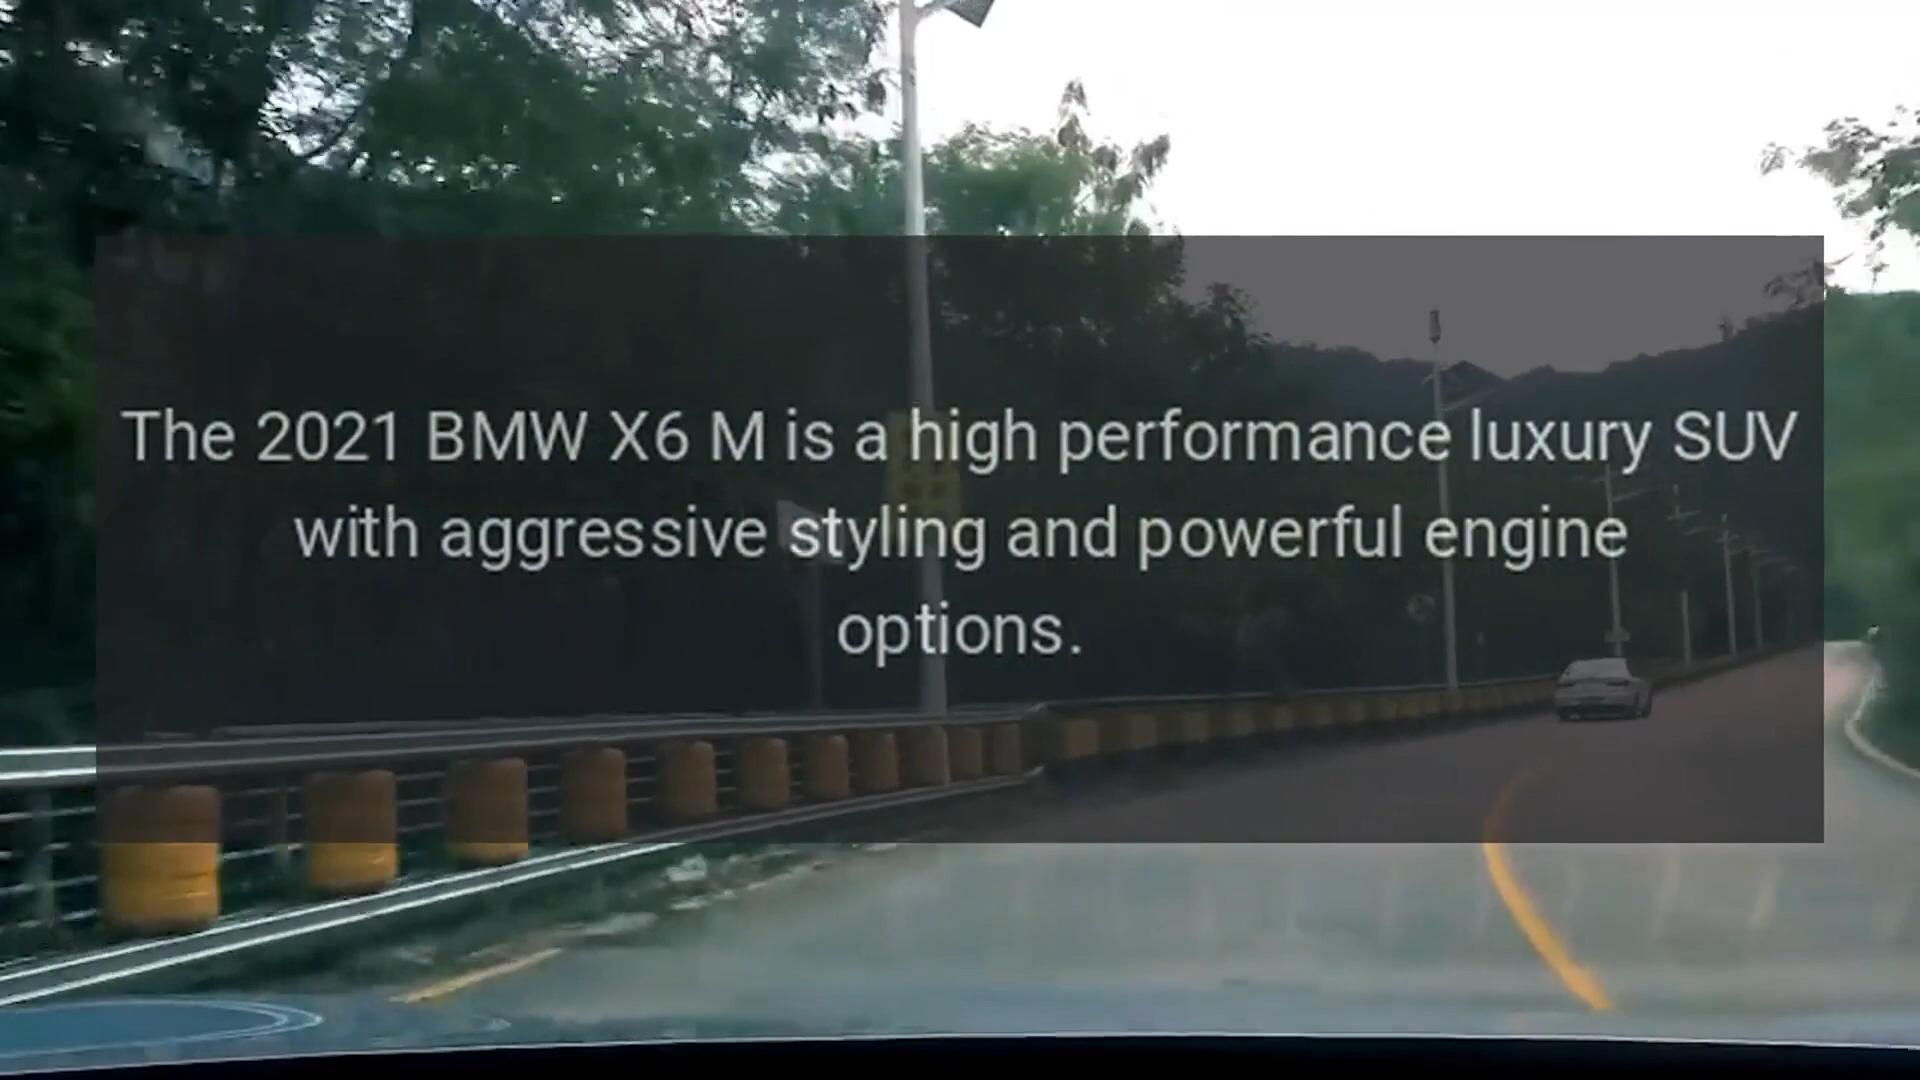 The 2021 BMW X6 M is a high performance luxury SUV
with aggressive styling and powerful engine
options.